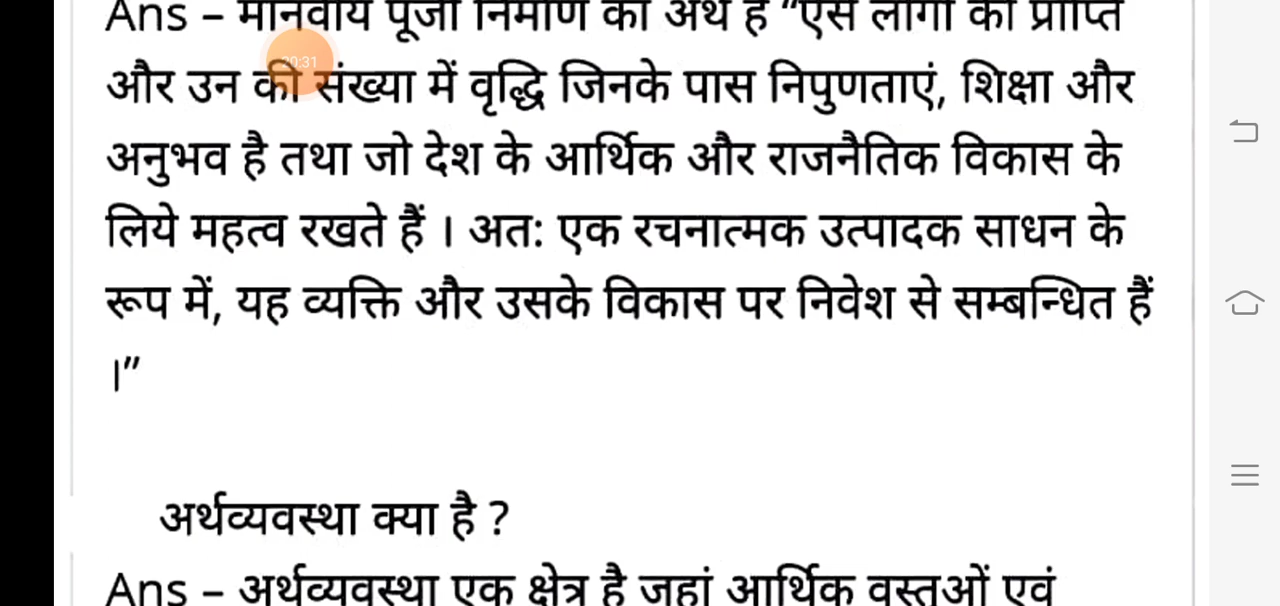 Ans – मानवीय पूंजी निर्माण का अर्थ है “ऐसे लोगों की प्राप्ति
20:31
और उन की संख्या में वृद्धि जिनके पास निपुणताएं, शिक्षा और
अनुभव है तथा जो देश के आर्थिक और राजनैतिक विकास के
लिये महत्व रखते हैं । अत: एक रचनात्मक उत्पादक साधन के
रूप में, यह व्यक्ति और उसके विकास पर निवेश से सम्बन्धित हैं
।”
अर्थव्यवस्था क्या है ?
Ans – अर्थव्यवस्था एक क्षेत्र है जहां आर्थिक वस्तुओं एवं